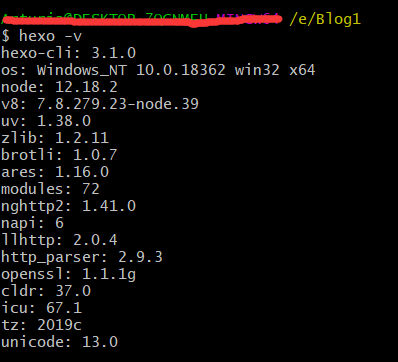 /e/Blog1
$ hexo -v
hexo-cli: 3.1.0
os: Windows_NT 10.0.18362 win32 x64
node: 12.18.2
v8: 7.8.279.23-node.39
uv: 1.38.0
zlib: 1.2.11
brotli: 1.0.7
ares: 1.16.0
modules: 72
nghttp2: 1.41.0
napi: 6
llhttp: 2.0.4
http_parser: 2.9.3
openssl: 1.1.1g
cldr: 37.0
icu: 67.1
tz: 2019c
unicode: 13.0